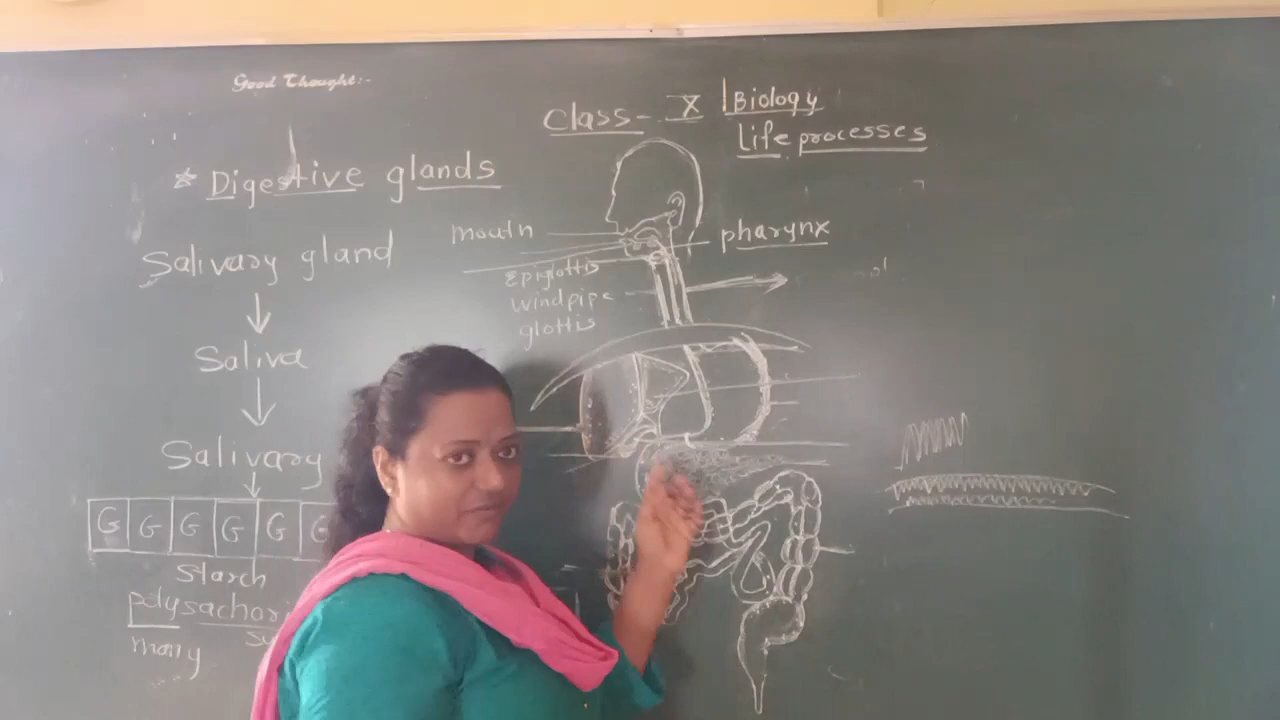 Good Thought:-
Class - X Biology
Life processes
* Digestive glands
Salivary gland
Saliva
Salivary
G G G G G G
Starch
many
mouth
pharynx
Epiglottis
windpipe
glottis